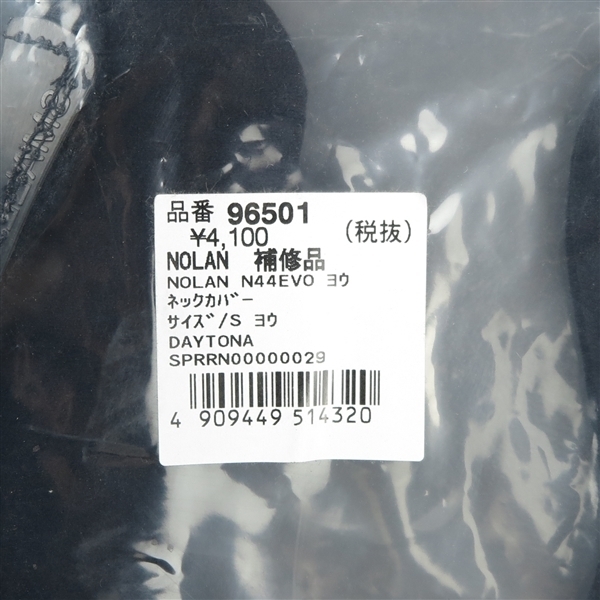 品番 96501
¥4,100 (税抜)
NOLAN 補修品
NOLAN N44EVO ヨウ
ネックカバー
サイズ/S ヨウ
DAYTONA
SPRRN00000029
4 909449 514320